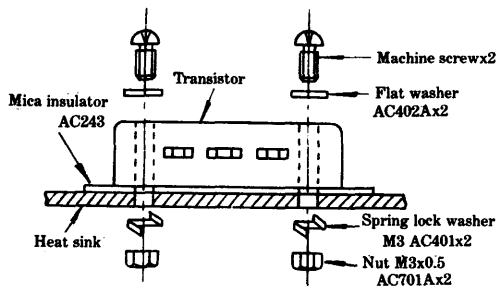 Machine screwx2
Transistor
Mica insulator
AC243
Flat washer
AC402Ax2
Heat sink
Spring lock washer
M3 AC401x2
Nut M3x0.5
AC701Ax2